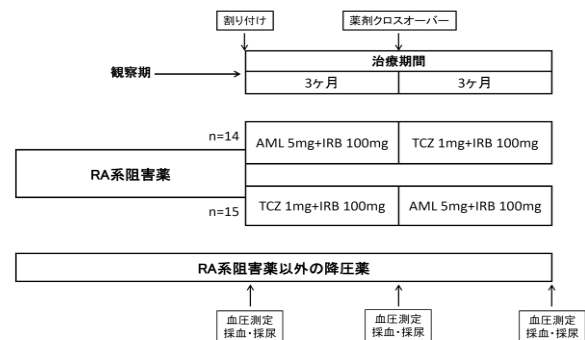 割り付け
薬剤クロスオーバー
観察期
治療期間
3ヶ月
3ヶ月
n=14
AML 5mg+IRB 100mg
TCZ 1mg+IRB 100mg
RA系阻害薬
n=15
TCZ 1mg+IRB 100mg
AML 5mg+IRB 100mg
RA系阻害薬以外の降圧薬
血圧測定
採血・採尿
血圧測定
採血・採尿
血圧測定
採血・採尿